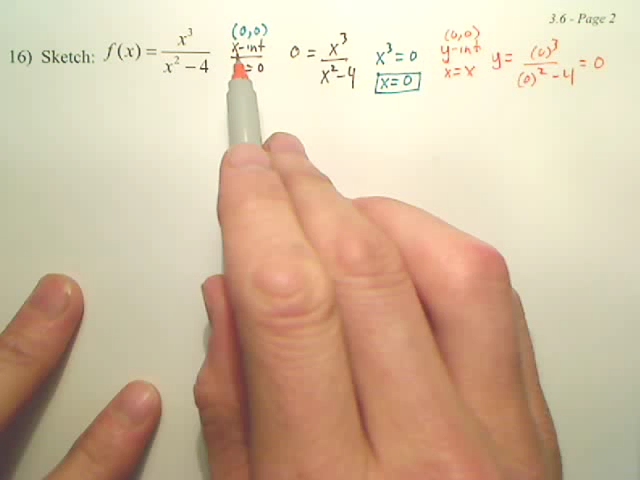 3.6 - Page 2
16) Sketch: f(x) = x³ / (x² − 4)
(0,0)
x-int
= 0
0 = x³ / (x² − 4)
x³ = 0
x = 0
(0,0)
y-int
x = x
y = (0)³ / ((0)² − 4) = 0